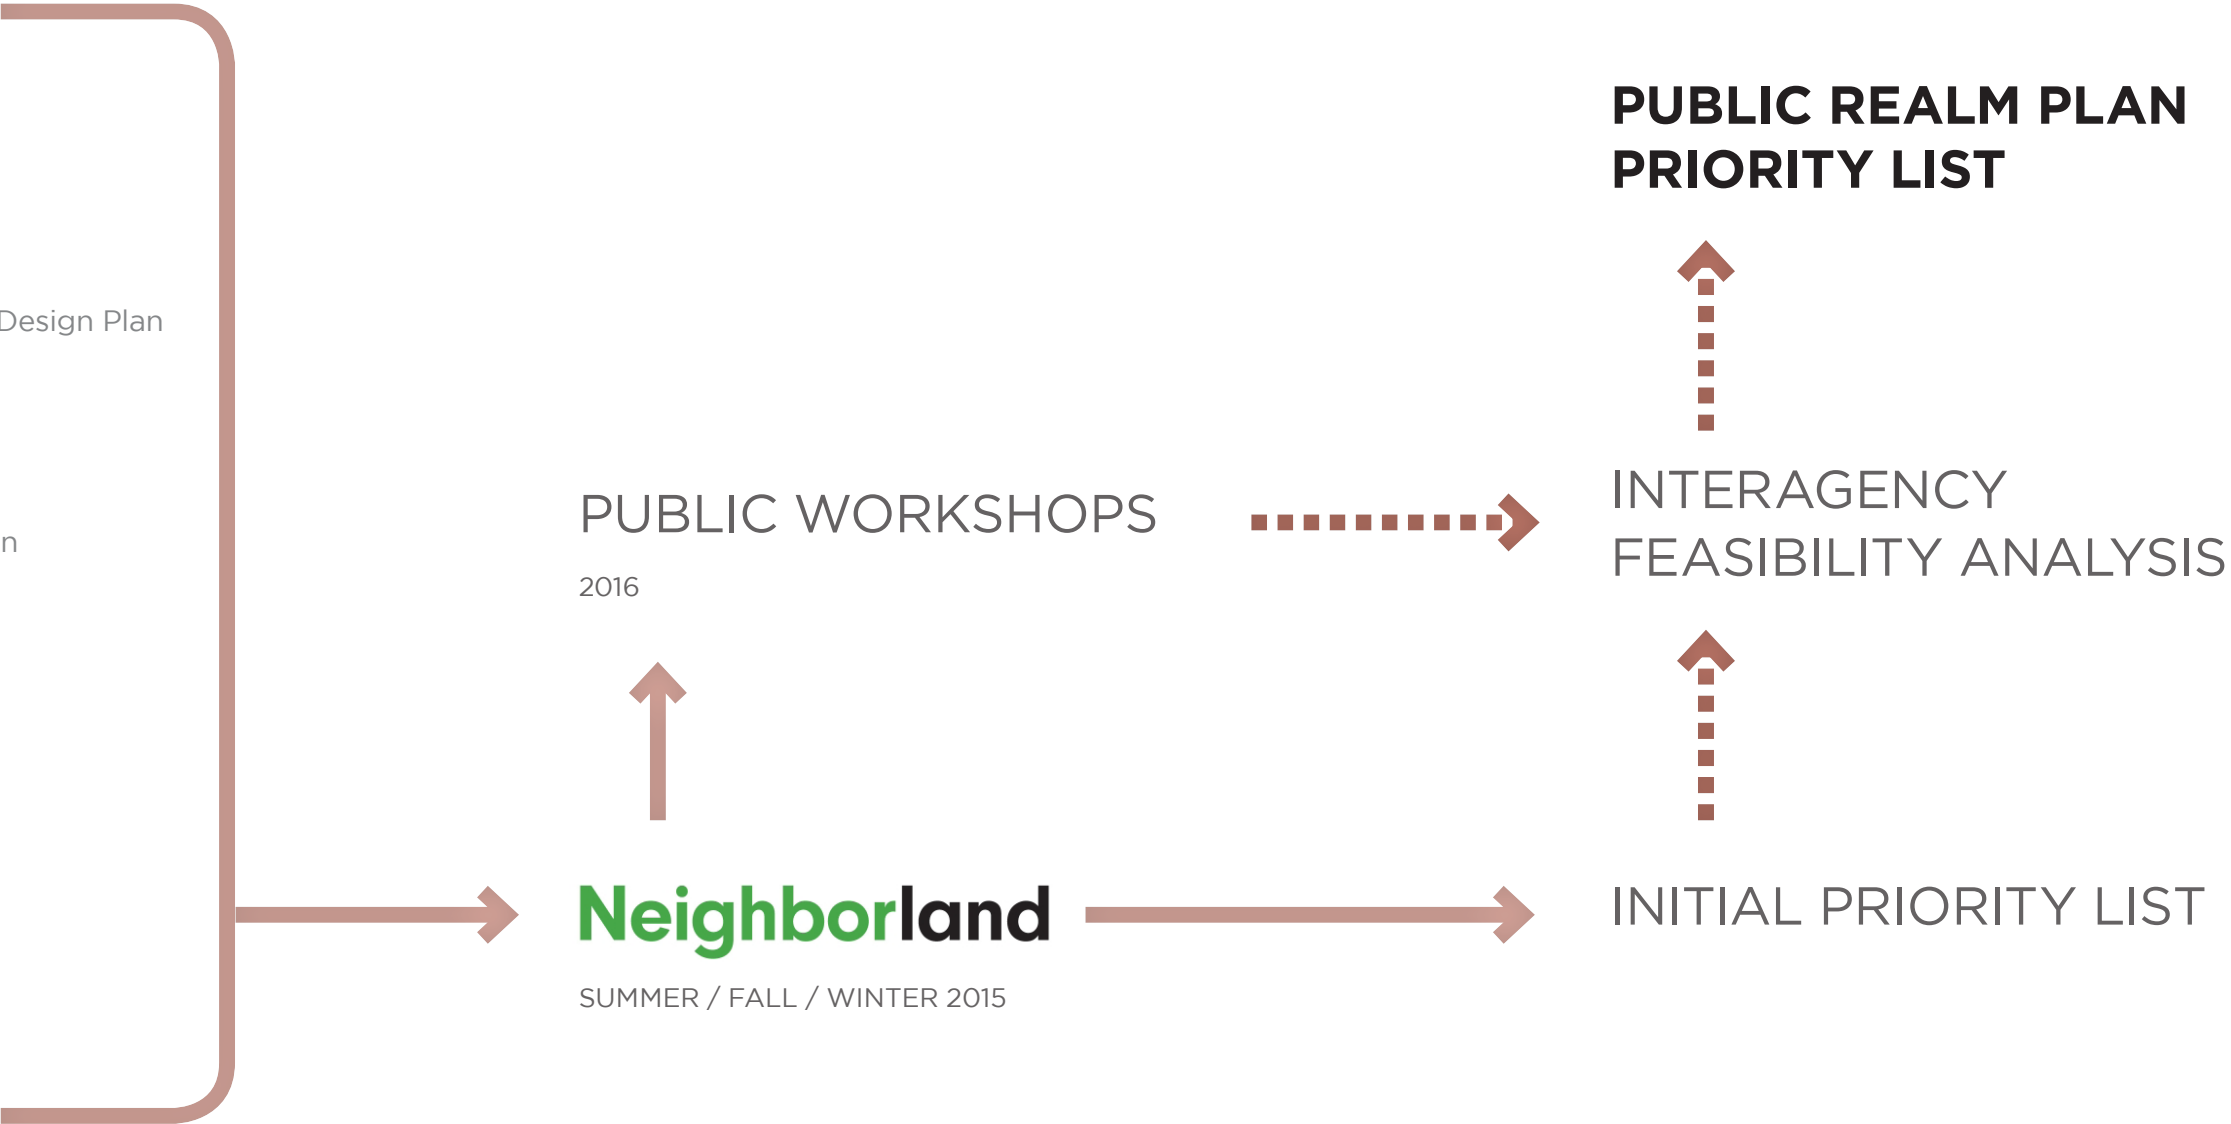 PUBLIC REALM PLAN
PRIORITY LIST
Design Plan
INTERAGENCY
FEASIBILITY ANALYSIS
PUBLIC WORKSHOPS
2016
n
Neighborland
SUMMER / FALL / WINTER 2015
INITIAL PRIORITY LIST